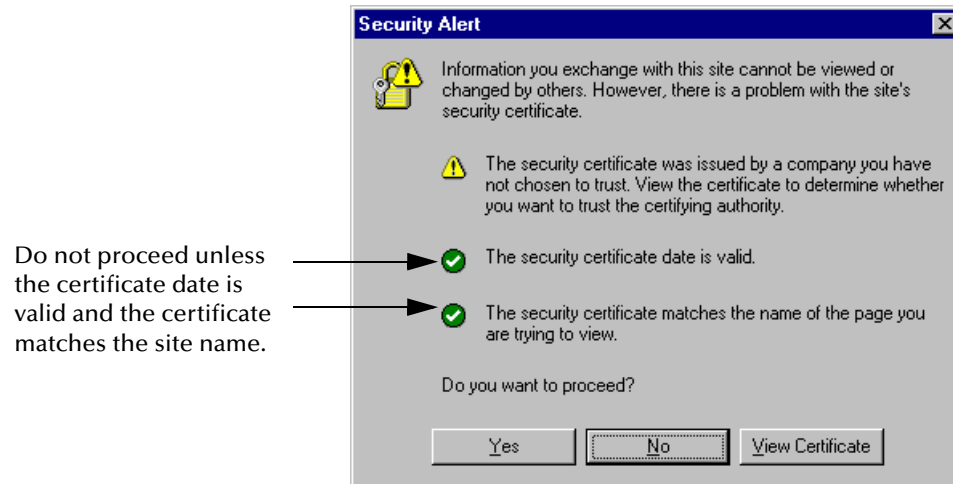 Security Alert
Information you exchange with this site cannot be viewed or
changed by others. However, there is a problem with the site's
security certificate.
The security certificate was issued by a company you have
not chosen to trust. View the certificate to determine whether
you want to trust the certifying authority.
Do not proceed unless
the certificate date is
valid and the certificate
matches the site name.
The security certificate date is valid.
The security certificate matches the name of the page you
are trying to view.
Do you want to proceed?
Yes
No
View Certificate